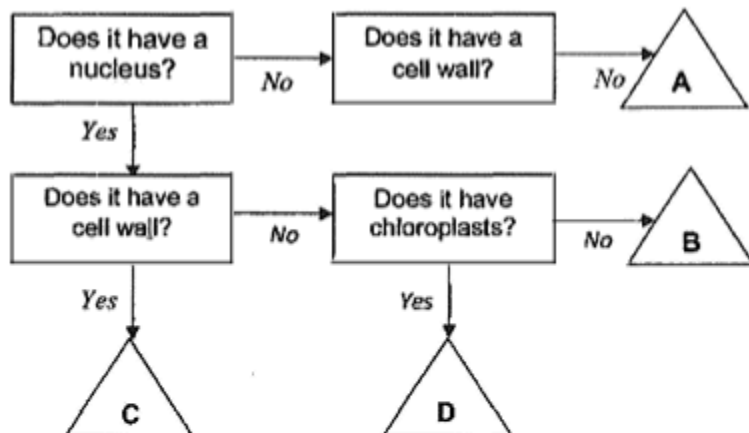 Does it have a
nucleus?
No
Does it have a
cell wall?
No
A
Yes
Does it have a
cell wall?
No
Does it have
chloroplasts?
No
B
Yes
Yes
C
D